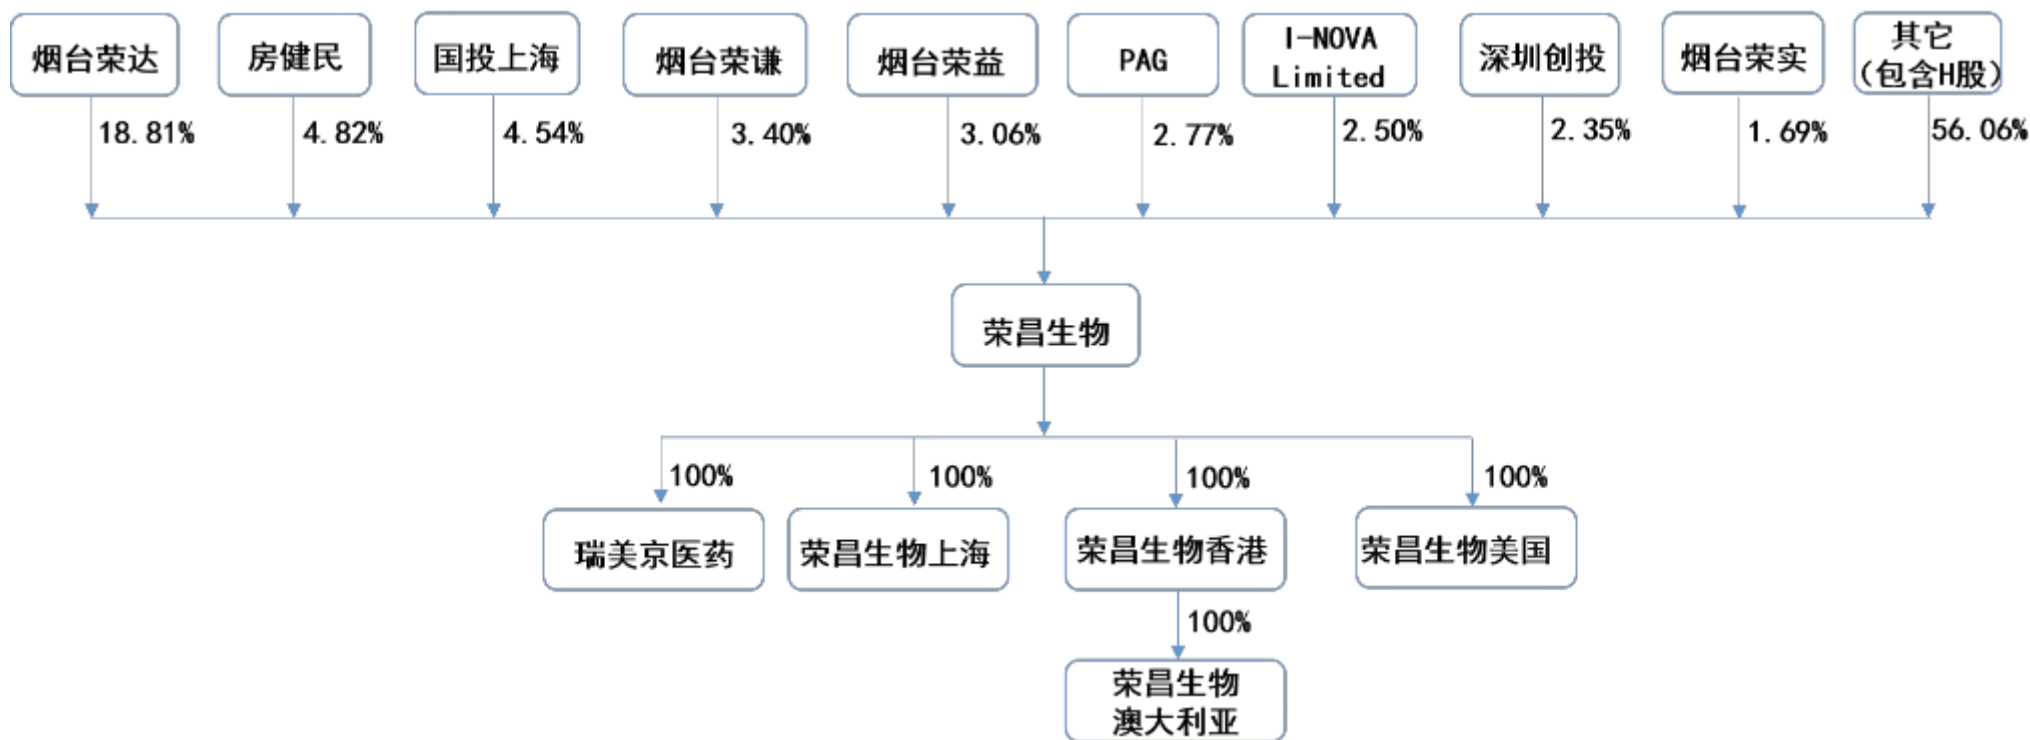 烟台荣达
房健民
国投上海
烟台荣谦
烟台荣益
PAG
I-NOVA
Limited
深圳创投
烟台荣实
其它
（包含H股）
18.81%
4.82%
4.54%
3.40%
3.06%
2.77%
2.50%
2.35%
1.69%
56.06%
荣昌生物
100%
100%
100%
100%
瑞美京医药
荣昌生物上海
荣昌生物香港
荣昌生物美国
100%
荣昌生物
澳大利亚